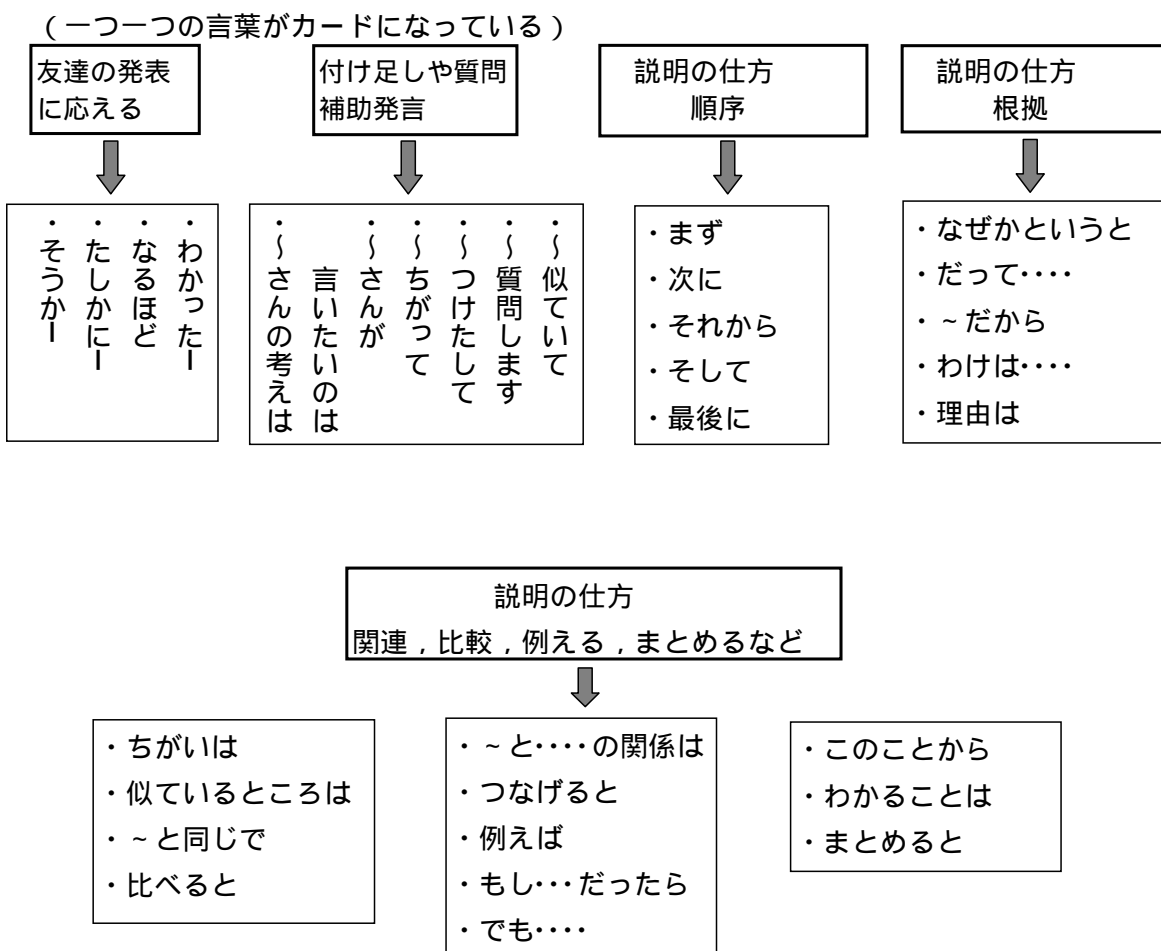 (一つ一つの言葉がカードになっている)
友達の発表
に応える
・わかったー
・なるほど
・たしかにー
・そうかー
付け足しや質問
補助発言
・~似ていて
・~質問します
・~つけたして
・~ちがって
・~さんが
言いたいのは
・~さんの考えは
説明の仕方
順序
・まず
・次に
・それから
・そして
・最後に
説明の仕方
根拠
・なぜかというと
・だって・・・・
・~だから
・わけは・・・・
・理由は
説明の仕方
関連,比較,例える,まとめるなど
・ちがいは
・似ているところは
・~と同じで
・比べると
・~と・・・・の関係は
・つなげると
・例えば
・もし・・・だったら
・でも・・・・
・このことから
・わかることは
・まとめると